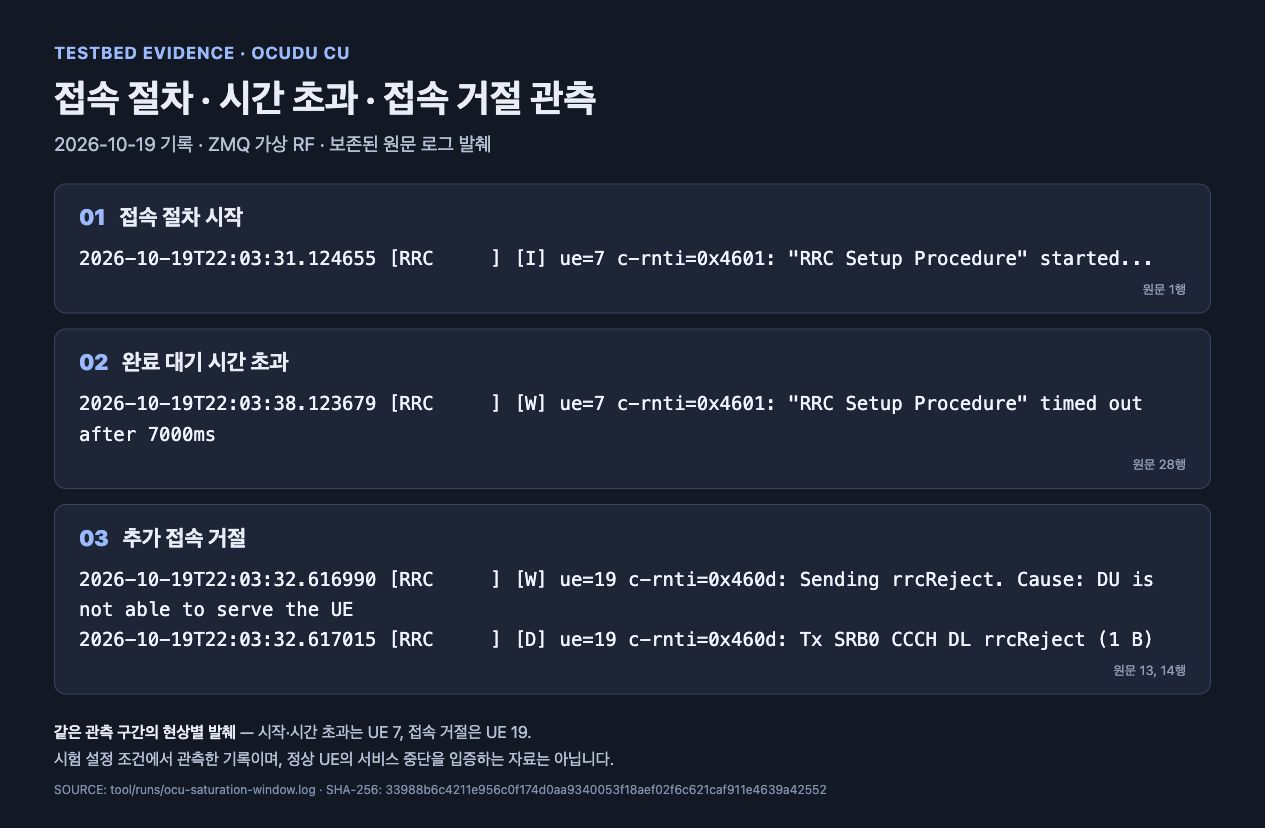 TESTBED EVIDENCE · OCUDU CU
접속 절차 · 시간 초과 · 접속 거절 관측
2026-10-19 기록 · ZMQ 가상 RF · 보존된 원문 로그 발췌
01 접속 절차 시작
2026-10-19T22:03:31.124655 [RRC     ] [I] ue=7 c-rnti=0x4601: "RRC Setup Procedure" started...
원문 1행
02 완료 대기 시간 초과
2026-10-19T22:03:38.123679 [RRC     ] [W] ue=7 c-rnti=0x4601: "RRC Setup Procedure" timed out
after 7000ms
원문 28행
03 추가 접속 거절
2026-10-19T22:03:32.616990 [RRC     ] [W] ue=19 c-rnti=0x460d: Sending rrcReject. Cause: DU is
not able to serve the UE
2026-10-19T22:03:32.617015 [RRC     ] [D] ue=19 c-rnti=0x460d: Tx SRB0 CCCH DL rrcReject (1 B)
원문 13, 14행
같은 관측 구간의 현상별 발췌 — 시작·시간 초과는 UE 7, 접속 거절은 UE 19.
시험 설정 조건에서 관측한 기록이며, 정상 UE의 서비스 중단을 입증하는 자료는 아닙니다.
SOURCE: tool/runs/ocu-saturation-window.log · SHA-256: 33988b6c4211e956c0f174d0aa9340053f18aef02f6c621caf911e4639a42552